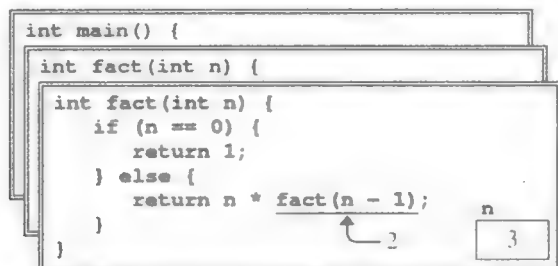 int main() {
int fact(int n) {
int fact(int n) {
if (n == 0) {
return 1;
} else {
return n * fact(n - 1);
}
}
2
n
3